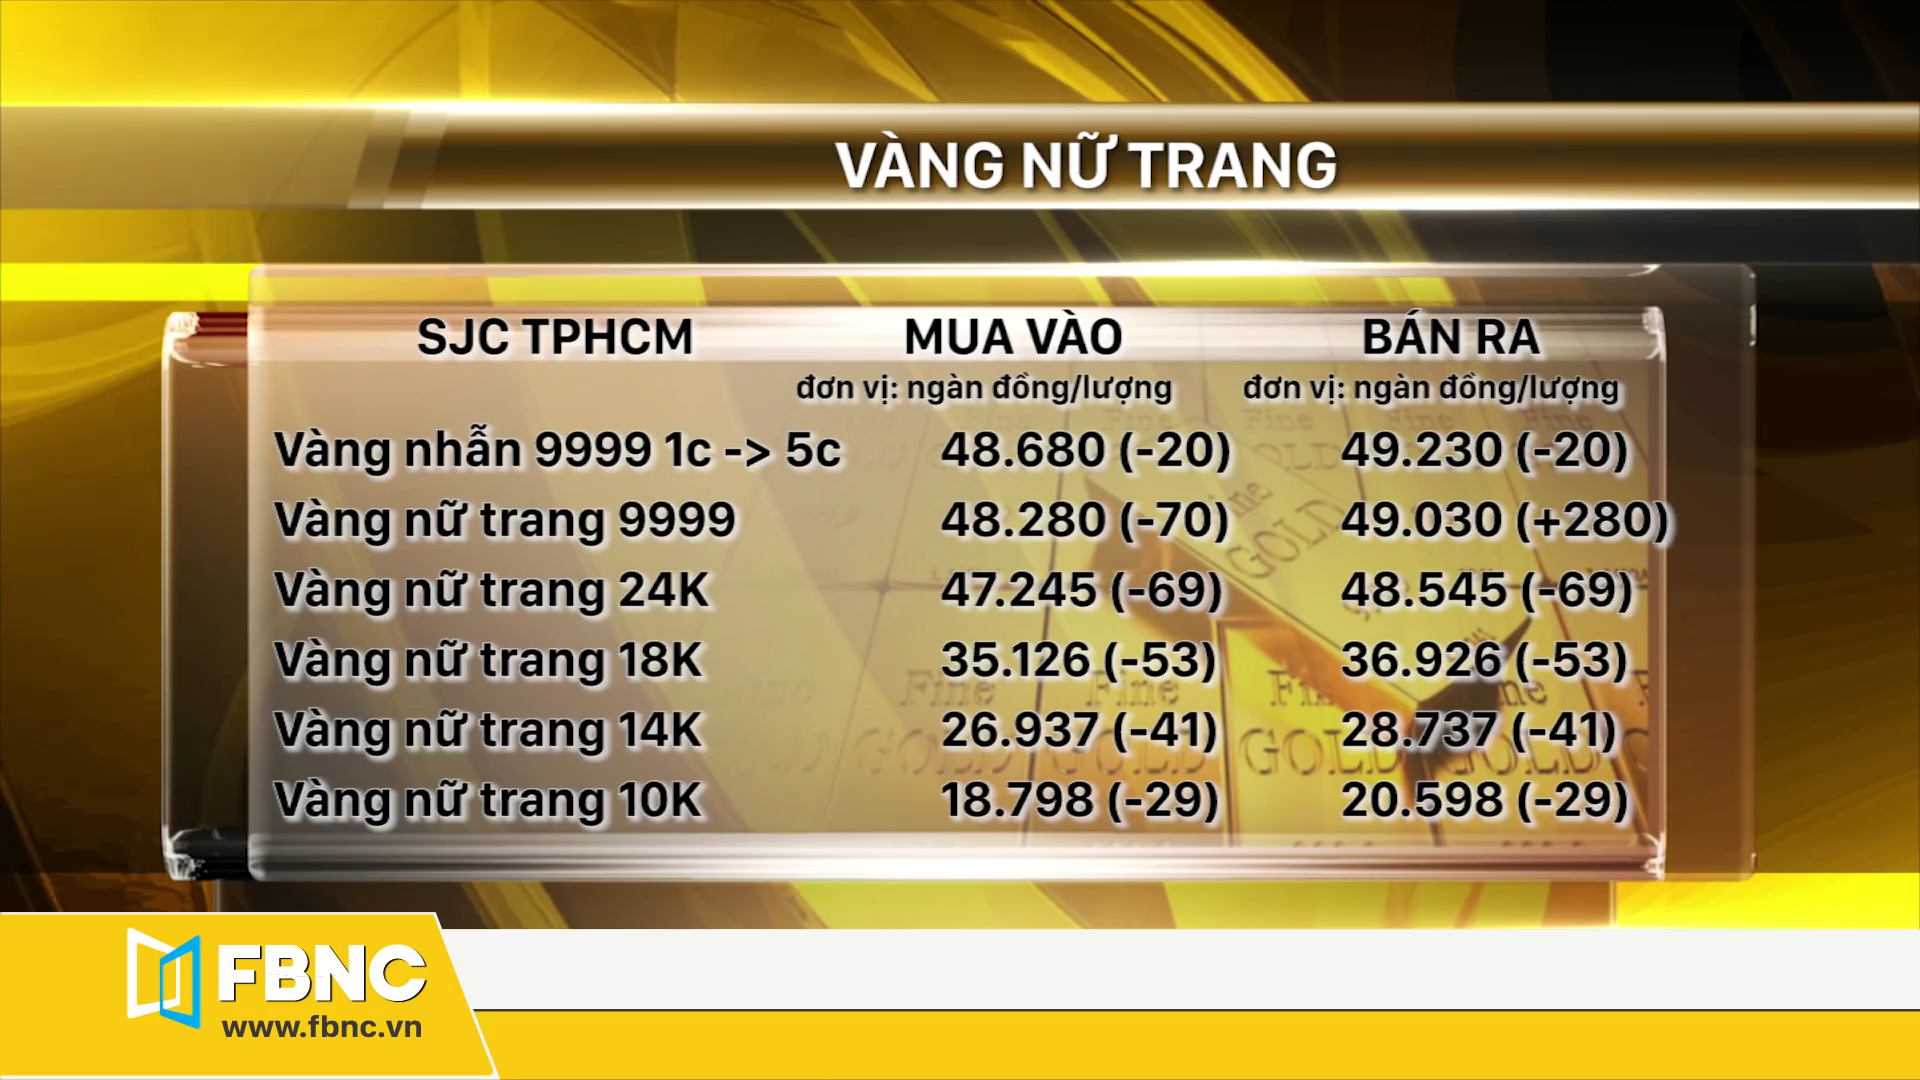 VÀNG NỮ TRANG
SJC TPHCM MUA VÀO BÁN RA
đơn vị: ngàn đồng/lượng đơn vị: ngàn đồng/lượng
Vàng nhẫn 9999 1c -> 5c 48.680 (-20) 49.230 (-20)
Vàng nữ trang 9999 48.280 (-70) 49.030 (+280)
Vàng nữ trang 24K 47.245 (-69) 48.545 (-69)
Vàng nữ trang 18K 35.126 (-53) 36.926 (-53)
Vàng nữ trang 14K 26.937 (-41) 28.737 (-41)
Vàng nữ trang 10K 18.798 (-29) 20.598 (-29)
FBNC
www.fbnc.vn